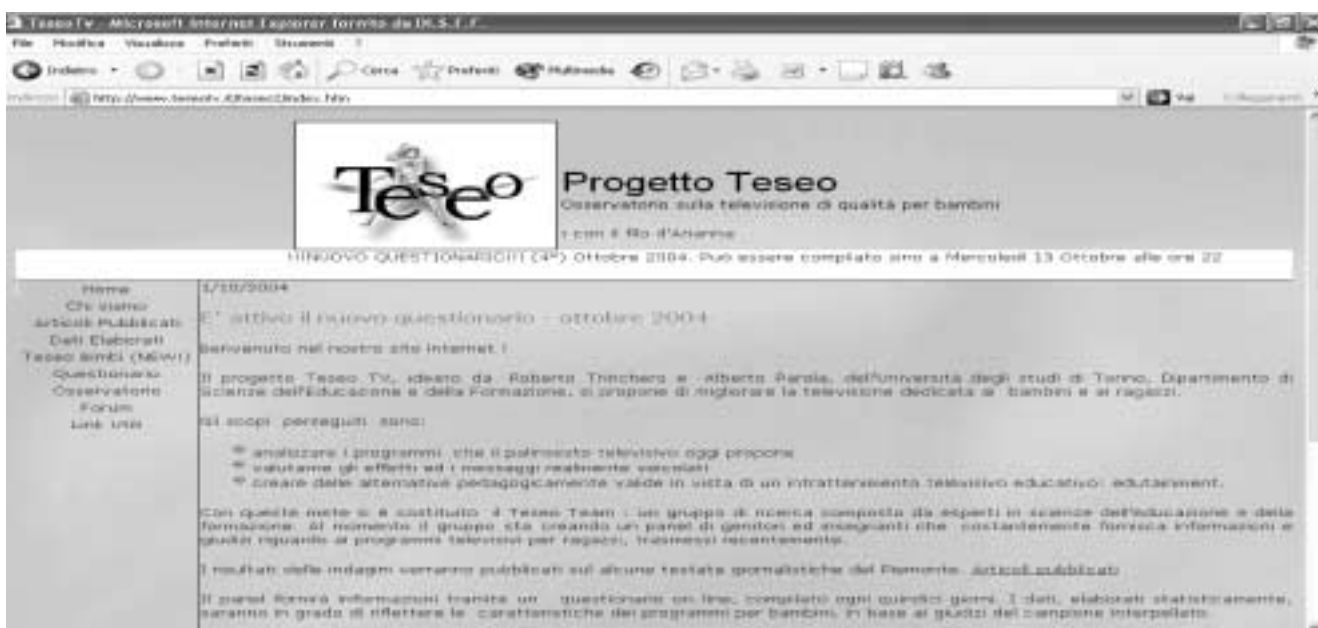 TeseoTv - Microsoft Internet Explorer fornito da
File Modifica Visualizza Preferiti Strumenti ?
Indietro Cerca Preferiti Multimedia
Indirizzo Vai Collegamenti
Teseo
Progetto Teseo
Osservatorio sulla televisione di qualità per bambini
con il filo d'Arianna
!!!NUOVO QUESTIONARIO!!! (4°) Ottobre 2004. Può essere compilato sino a Mercoledì 13 Ottobre alle ore 22
Home
Chi siamo
Articoli Pubblicati
Dati Elaborati
Teseo Bimbi (NEW!)
Questionario
Osservatorio
Forum
Link Utili
1/10/2004
E' attivo il nuovo questionario - ottobre 2004
Benvenuto nel nostro sito internet !
Il progetto Teseo TV, ideato da Roberto Trinchero e Alberto Parola, dell'università degli studi di Torino, Dipartimento di
Scienze dell'Educazione e della Formazione, si propone di migliorare la televisione dedicata ai bambini e ai ragazzi.
Gli scopi perseguiti sono:
analizzare i programmi che il palinsesto televisivo oggi propone
valutarne gli effetti ed i messaggi realmente veicolati
creare delle alternative pedagogicamente valide in vista di un intrattenimento televisivo educativo: edutainment.
Con queste mete si è costituito il Teseo Team : un gruppo di ricerca composto da esperti in scienze dell'educazione e della
formazione. Al momento il gruppo sta creando un panel di genitori ed insegnanti che costantemente fornisca informazioni e
giudizi riguardo ai programmi televisivi per ragazzi, trasmessi recentemente.
I risultati delle indagini verranno pubblicati sul alcune testate giornalistiche del Piemonte. Articoli pubblicati
Il panel fornirà informazioni tramite un questionario on line, compilato ogni quindici giorni. I dati, elaborati statisticamente,
saranno in grado di riflettere le caratteristiche dei programmi per bambini, in base ai giudizi del campione interpellato.